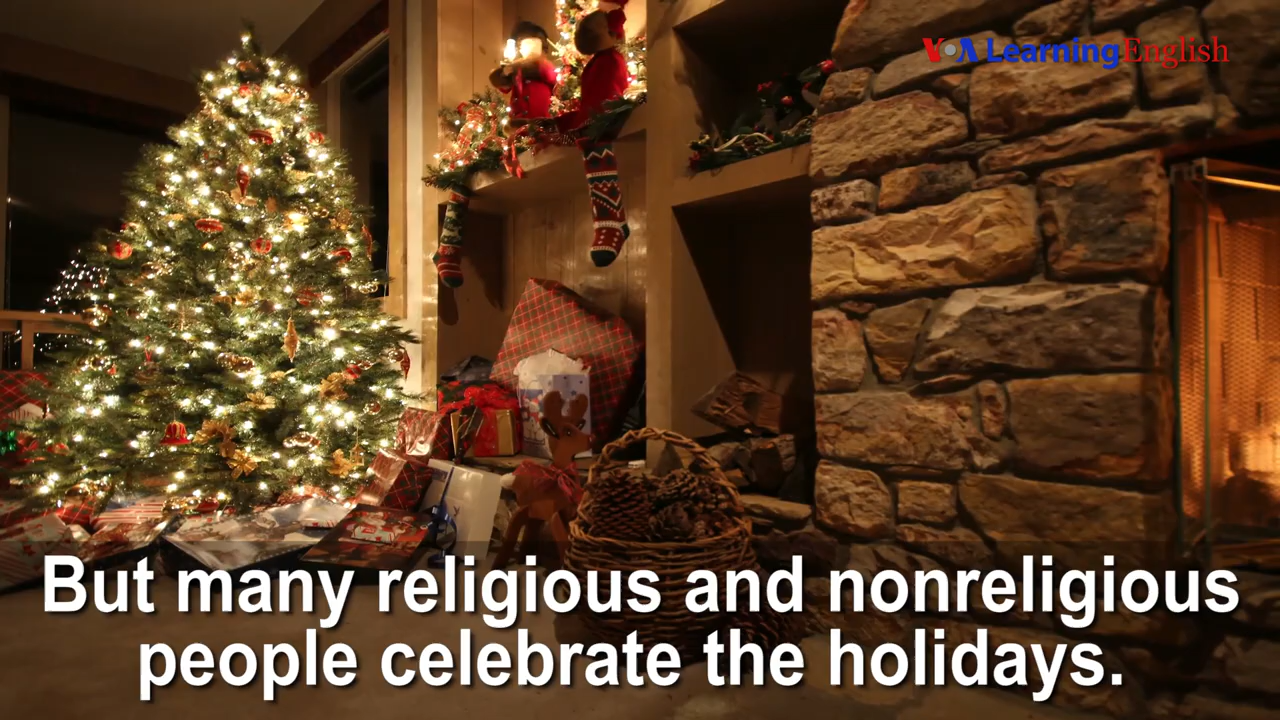 VOA Learning English
But many religious and nonreligious
people celebrate the holidays.